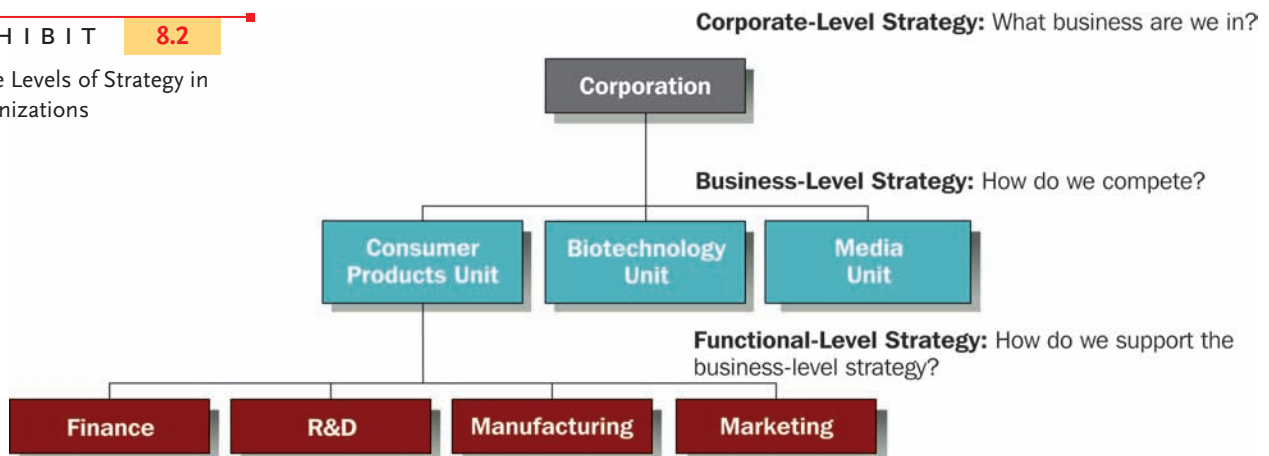 HIBIT 8.2
Levels of Strategy in
nizations
Corporate-Level Strategy: What business are we in?
Corporation
Business-Level Strategy: How do we compete?
Consumer
Products Unit
Biotechnology
Unit
Media
Unit
Functional-Level Strategy: How do we support the
business-level strategy?
Finance
R&D
Manufacturing
Marketing